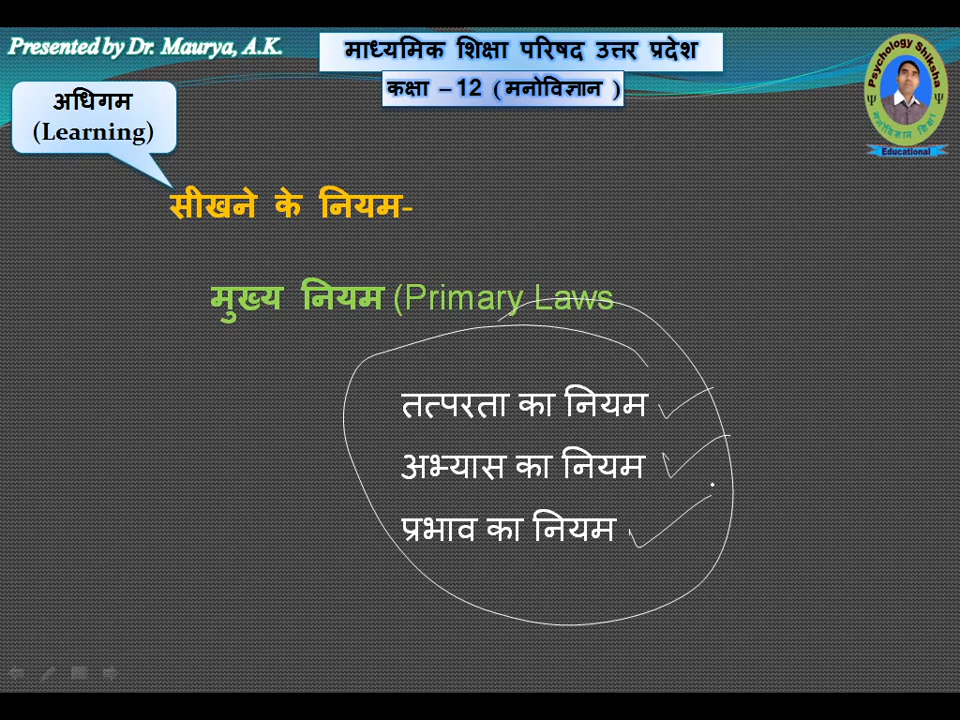 Presented by Dr. Maurya, A.K.
माध्यमिक शिक्षा परिषद उत्तर प्रदेश
कक्षा – 12 ( मनोविज्ञान )
अधिगम
(Learning)
Psychology Shiksha
Ψ Ψ
मनोविज्ञान शिक्षा
Educational
सीखने के नियम-
मुख्य नियम (Primary Laws
तत्परता का नियम
अभ्यास का नियम
प्रभाव का नियम